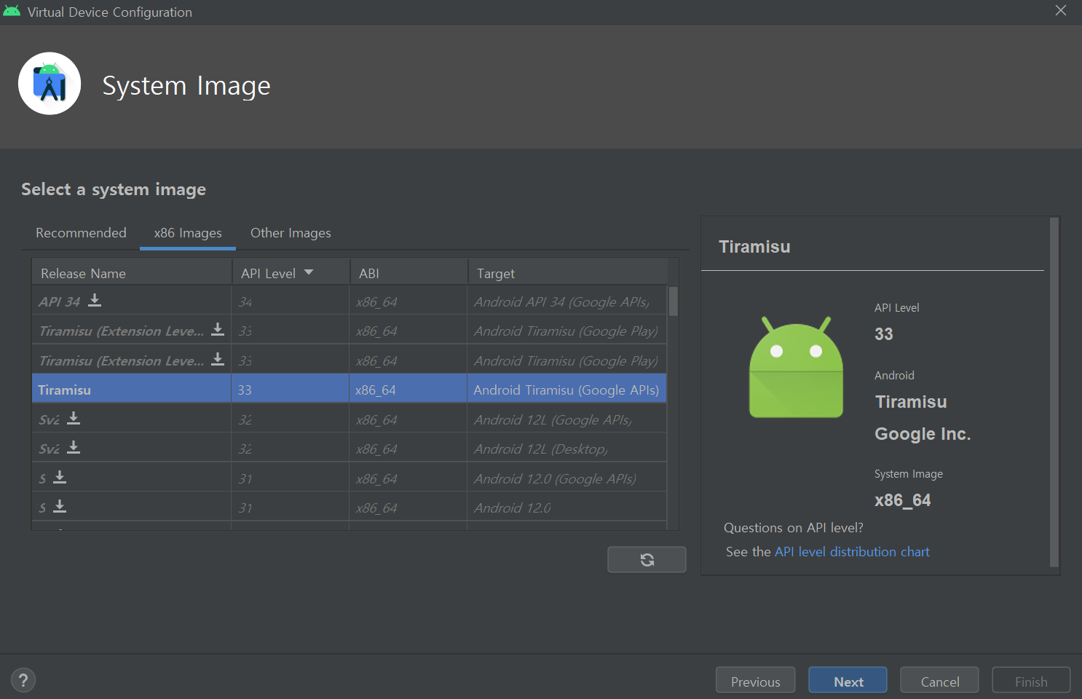 Virtual Device Configuration
System Image
Select a system image
Recommended x86 Images Other Images
Release Name API Level ABI Target
API 34 34 x86_64 Android API 34 (Google APIs)
Tiramisu (Extension Leve... 33 x86_64 Android Tiramisu (Google Play)
Tiramisu (Extension Leve... 33 x86_64 Android Tiramisu (Google Play)
Tiramisu 33 x86_64 Android Tiramisu (Google APIs)
Sv2 32 x86_64 Android 12L (Google APIs)
Sv2 32 x86_64 Android 12L (Desktop)
S 31 x86_64 Android 12.0 (Google APIs)
S 31 x86_64 Android 12.0
Tiramisu
API Level
33
Android
Tiramisu
Google Inc.
System Image
x86_64
Questions on API level?
See the API level distribution chart
? Previous Next Cancel Finish